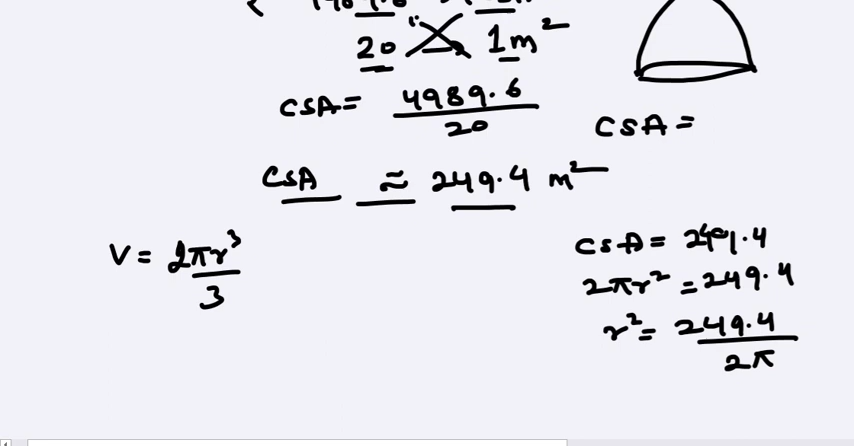 20 1m²
CSA = 4989.6
20
CSA =
CSA ≈ 249.4 m²
V = 2πr³
3
CSA = 249.4
2πr² = 249.4
r² = 249.4
2π